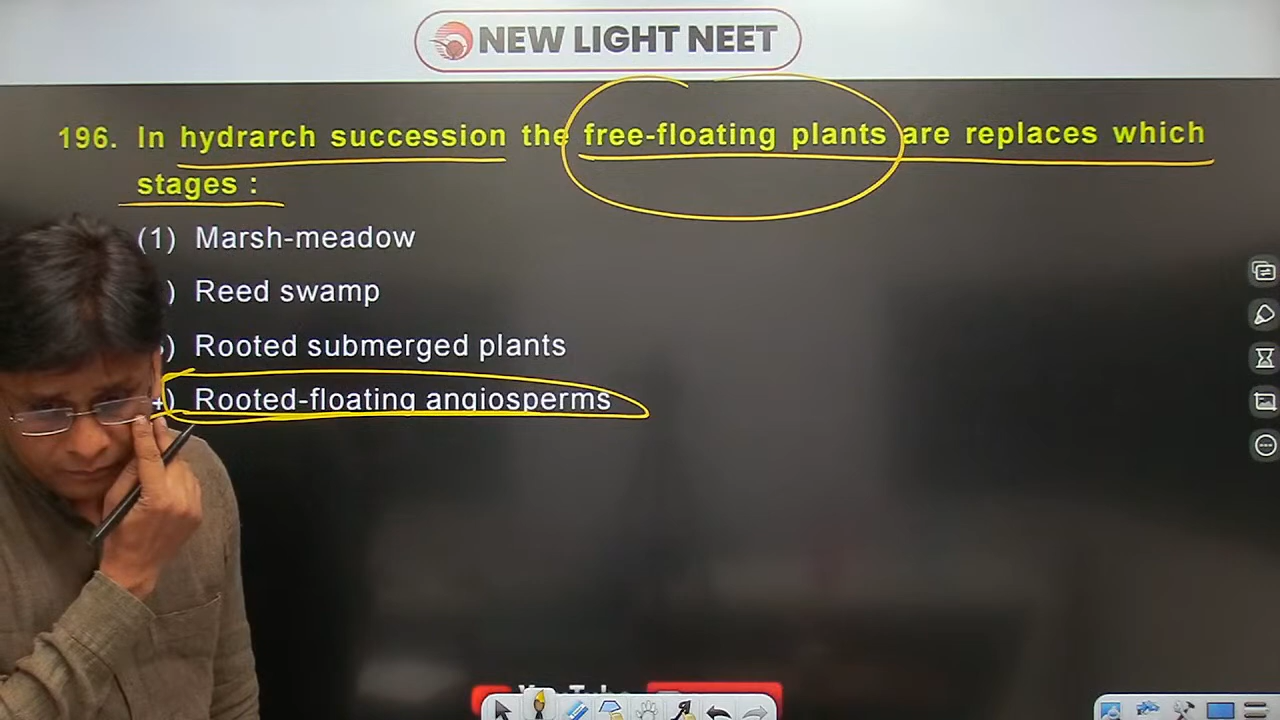 NEW LIGHT NEET
196. In hydrarch succession the free-floating plants are replaces which
stages :
(1) Marsh-meadow
) Reed swamp
) Rooted submerged plants
) Rooted-floating angiosperms